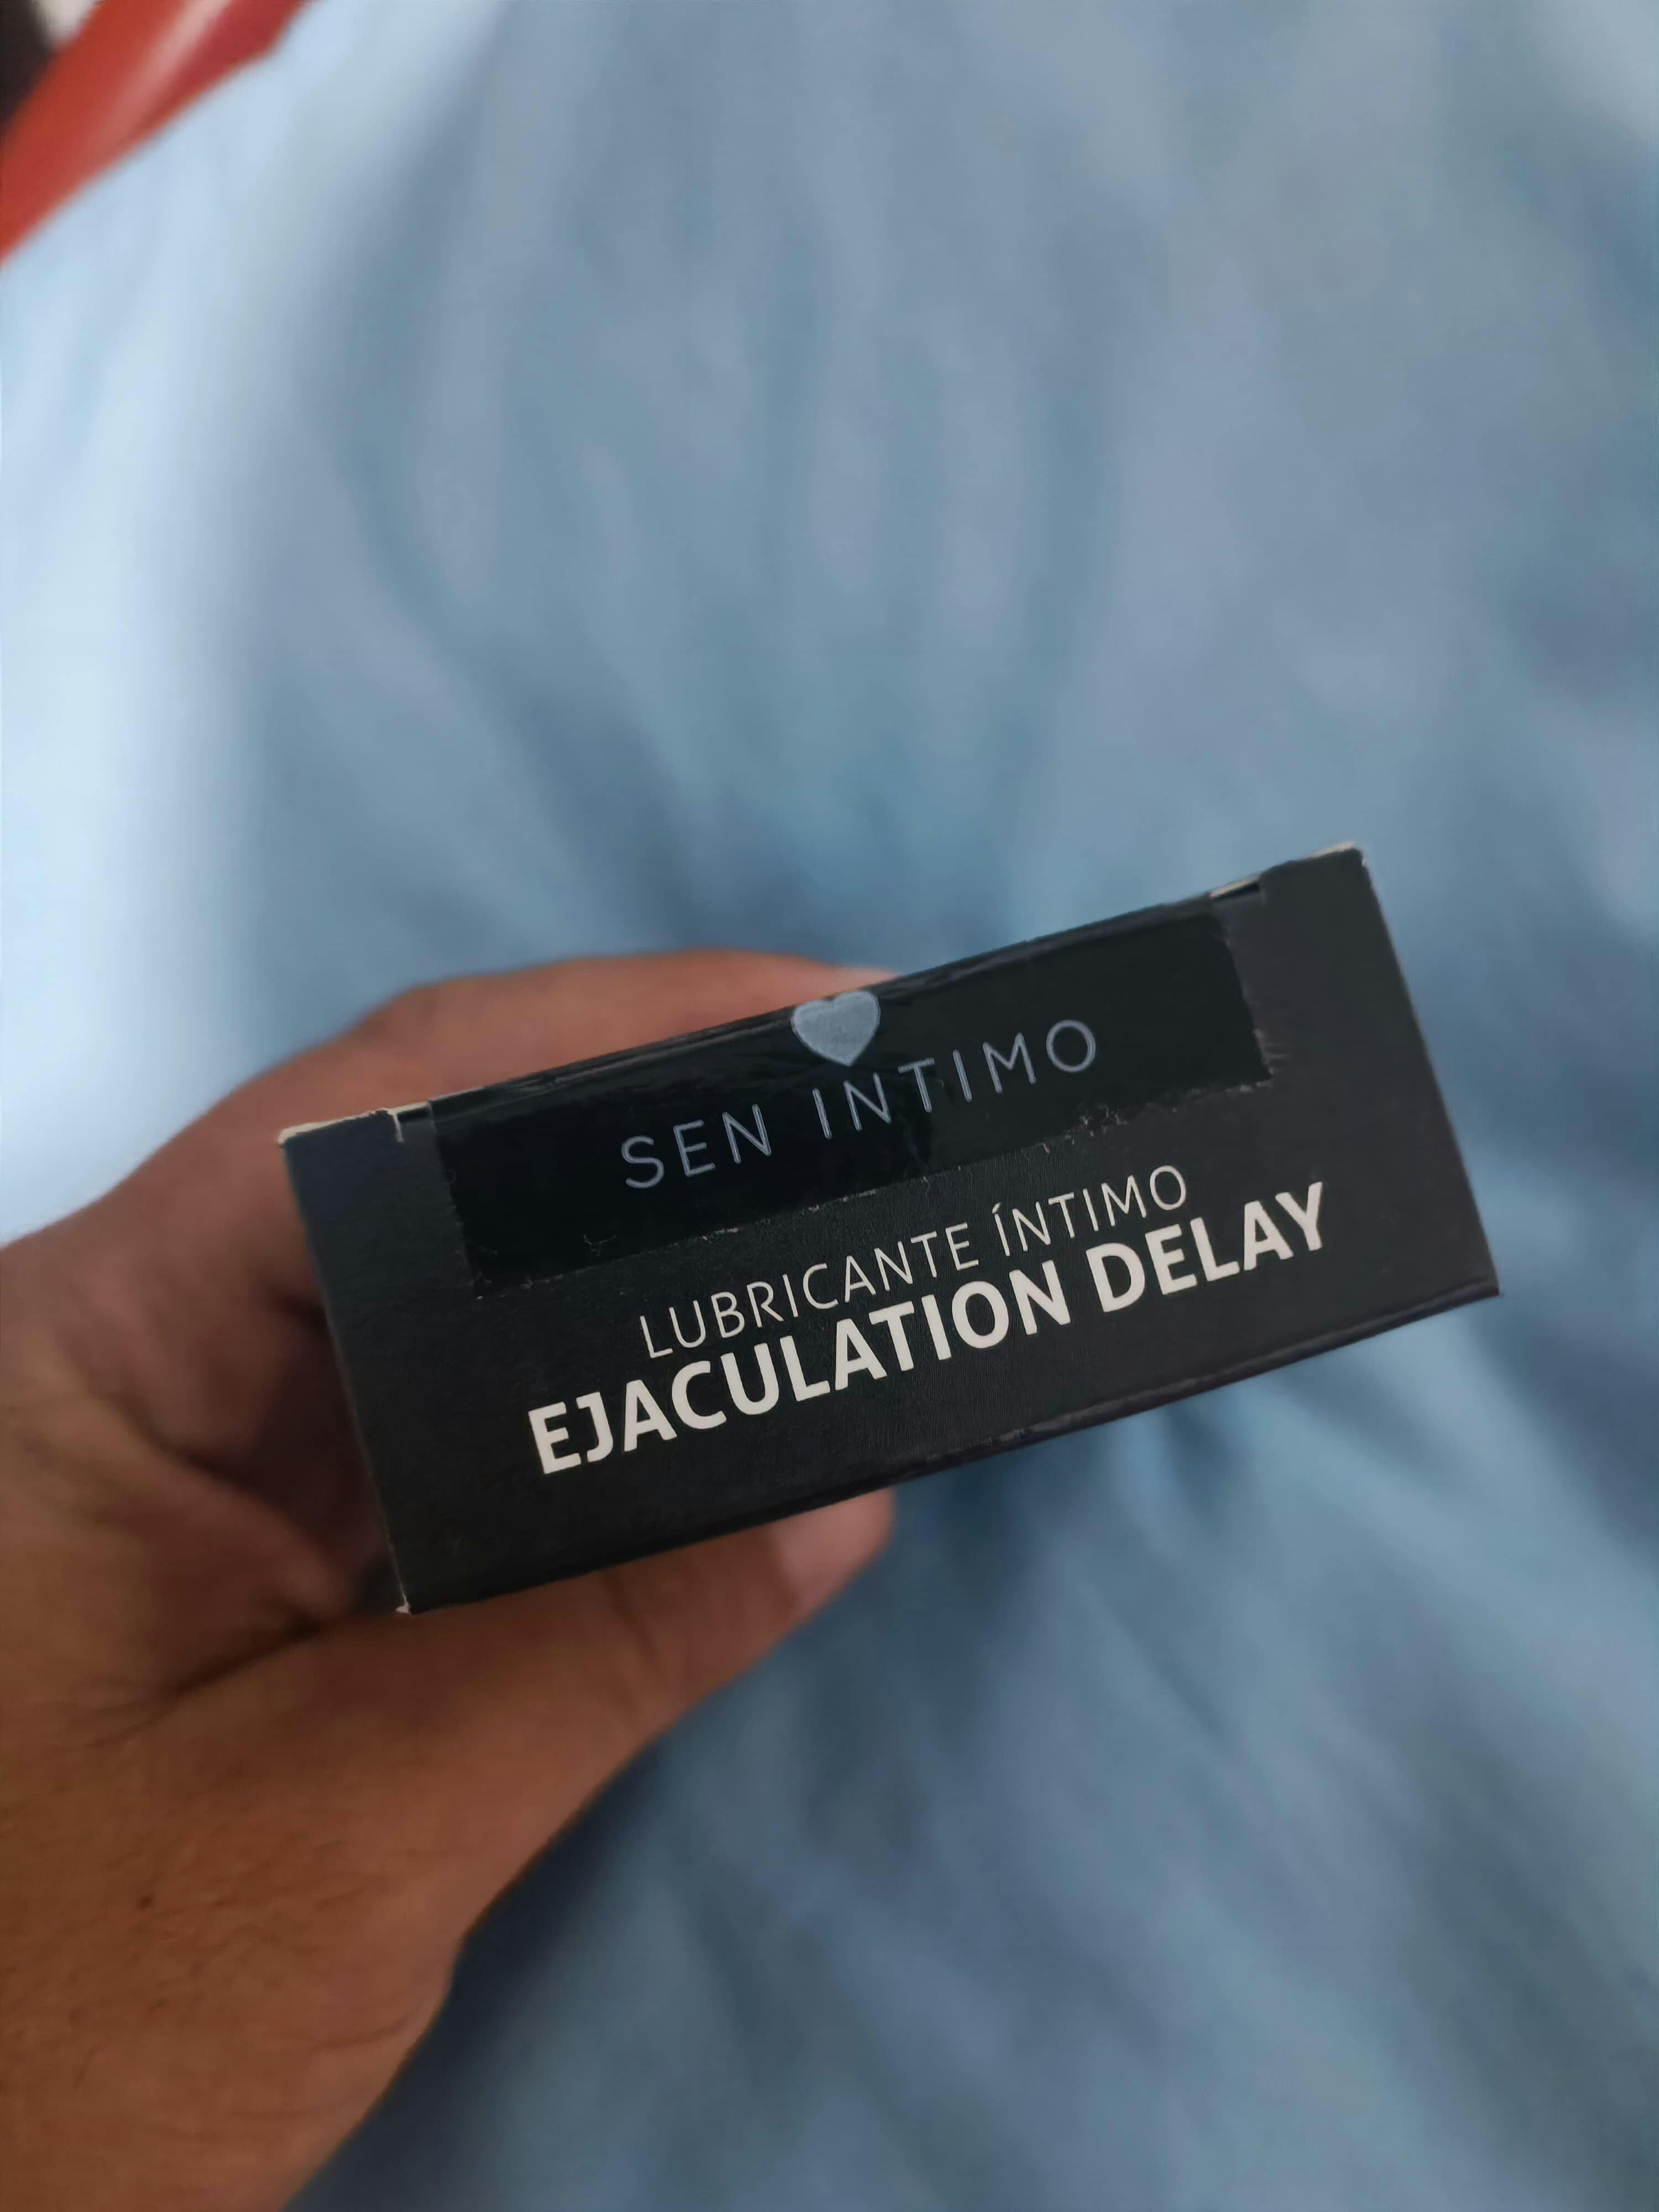 SEN INTIMO
LUBRICANTE ÍNTIMO
EJACULATION DELAY